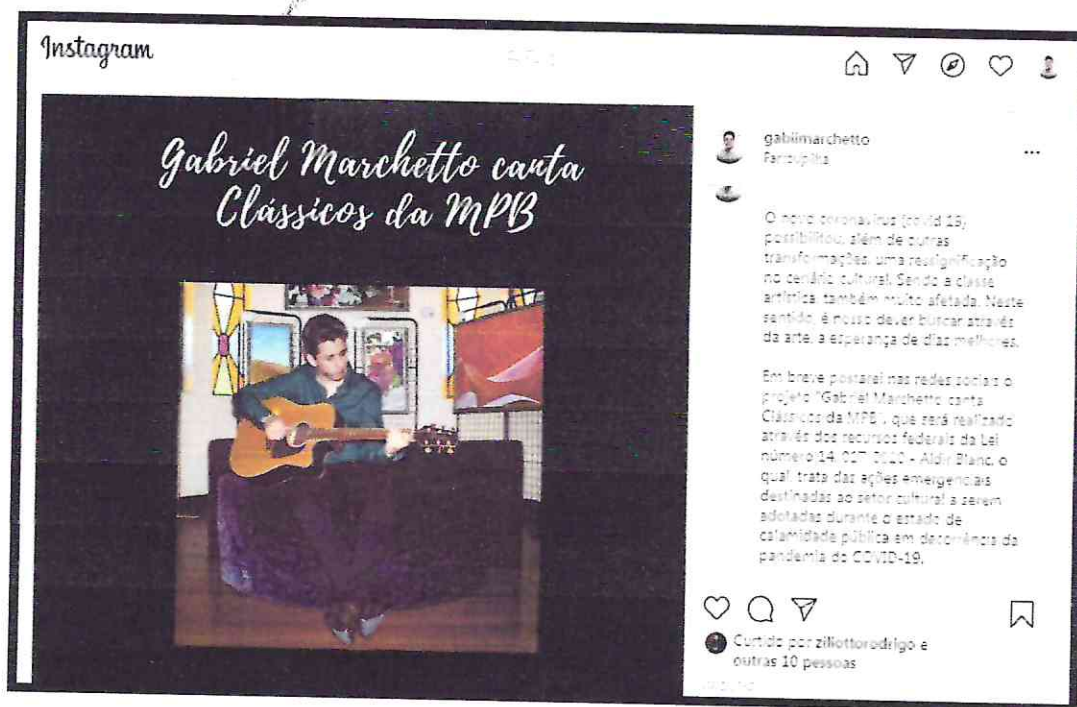 Instagram
Gabriel Marchetto canta
Clássicos da MPB
gabiimarchetto
Farroupilha
O novo coronavírus (covid 19)
possibilitou, além de outras
transformações, uma ressignificação
no cenário cultural. Sendo a classe
artística, também muito afetada. Neste
sentido, é nosso dever buscar através
da arte, a esperança de dias melhores.
Em breve postarei nas redes sociais o
projeto "Gabriel Marchetto canta
Clássicos da MPB", que será realizado
através dos recursos federais da Lei
número 14.017 2020 - Aldir Blanc, o
qual trata das ações emergenciais
destinadas ao setor cultural a serem
adotadas durante o estado de
calamidade pública em decorrência da
pandemia do COVID-19.
Curtido por ziliottorodrigo e
outras 10 pessoas